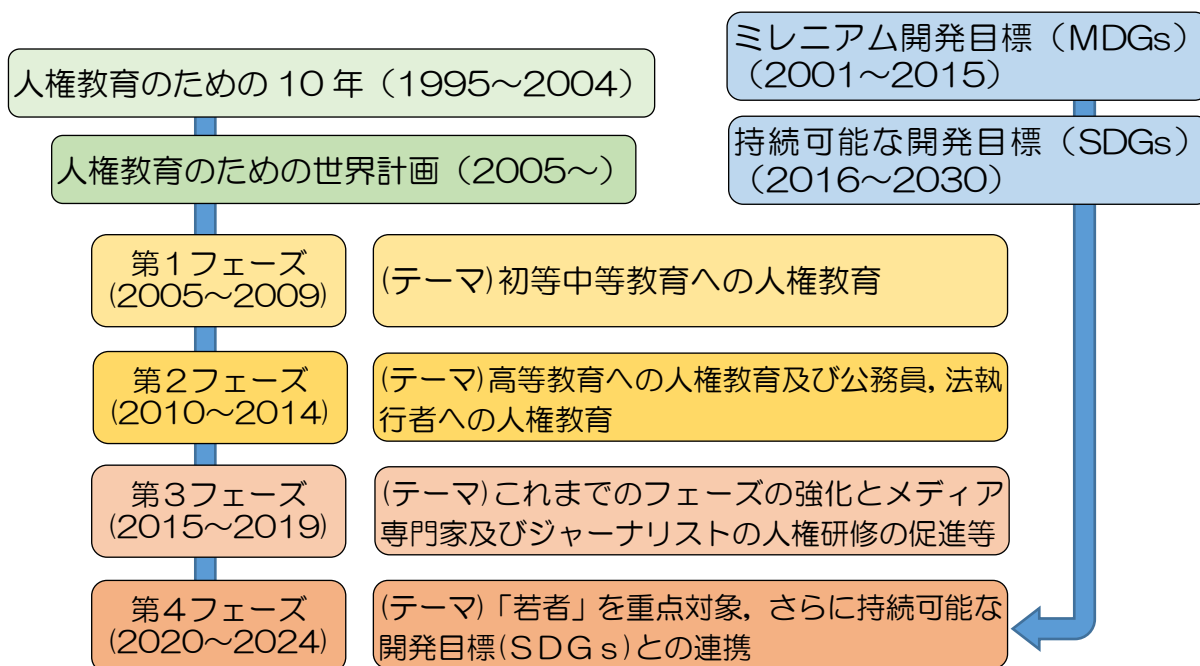 人権教育のための10年（1995～2004）
人権教育のための世界計画（2005～）
ミレニアム開発目標（MDGs）
（2001～2015）
持続可能な開発目標（SDGs）
（2016～2030）
第１フェーズ
(2005～2009)
(テーマ)初等中等教育への人権教育
第２フェーズ
(2010～2014)
(テーマ)高等教育への人権教育及び公務員，法執
行者への人権教育
第３フェーズ
(2015～2019)
(テーマ)これまでのフェーズの強化とメディア
専門家及びジャーナリストの人権研修の促進等
第４フェーズ
(2020～2024)
(テーマ)「若者」を重点対象，さらに持続可能な
開発目標(ＳＤＧｓ)との連携